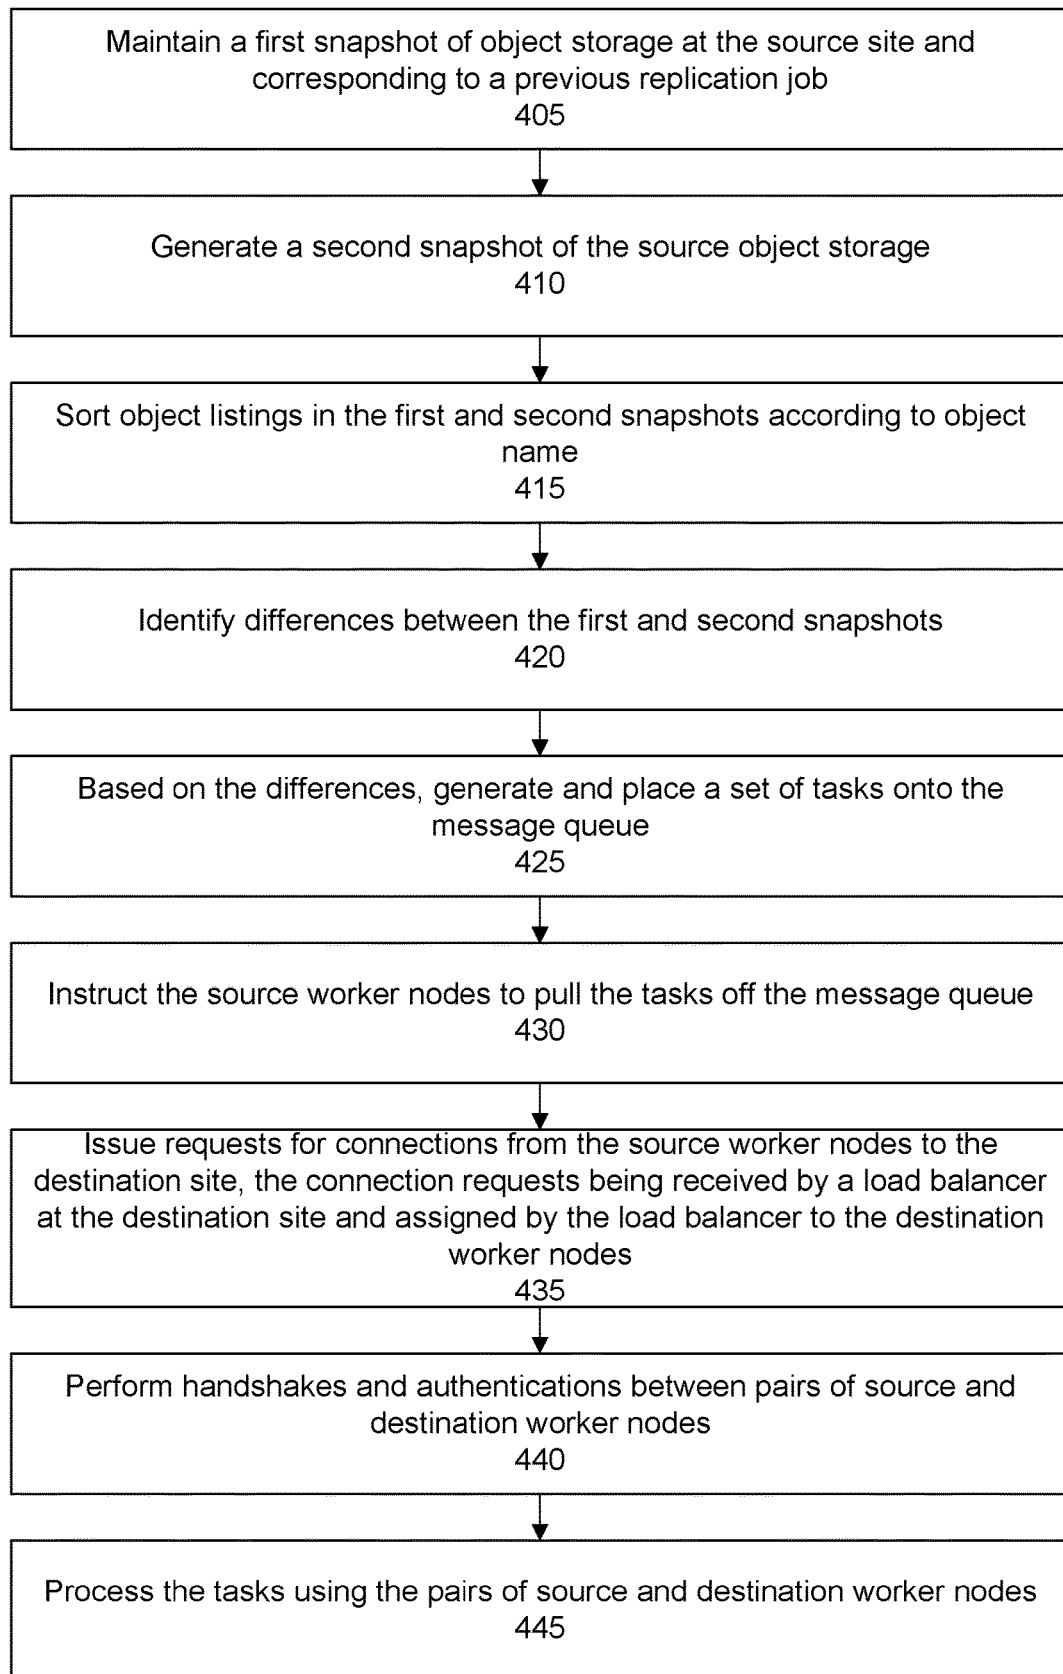 Maintain a first snapshot of object storage at the source site and
corresponding to a previous replication job
405
Generate a second snapshot of the source object storage
410
Sort object listings in the first and second snapshots according to object
name
415
Identify differences between the first and second snapshots
420
Based on the differences, generate and place a set of tasks onto the
message queue
425
Instruct the source worker nodes to pull the tasks off the message queue
430
Issue requests for connections from the source worker nodes to the
destination site, the connection requests being received by a load balancer
at the destination site and assigned by the load balancer to the destination
worker nodes
435
Perform handshakes and authentications between pairs of source and
destination worker nodes
440
Process the tasks using the pairs of source and destination worker nodes
445